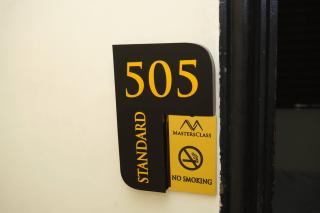 505
STANDARD
MASTERSCLASS
NO SMOKING